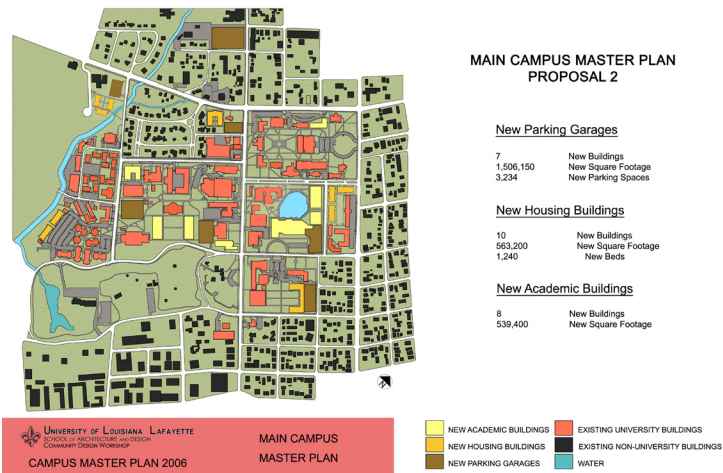 MAIN CAMPUS MASTER PLAN
PROPOSAL 2
New Parking Garages
7 New Buildings
1,506,150 New Square Footage
3,234 New Parking Spaces
New Housing Buildings
10 New Buildings
563,200 New Square Footage
1,240 New Beds
New Academic Buildings
8 New Buildings
539,400 New Square Footage
UNIVERSITY OF LOUISIANA LAFAYETTE
SCHOOL OF ARCHITECTURE AND DESIGN
COMMUNITY DESIGN WORKSHOP
CAMPUS MASTER PLAN 2006
MAIN CAMPUS
MASTER PLAN
NEW ACADEMIC BUILDINGS
NEW HOUSING BUILDINGS
NEW PARKING GARAGES
EXISTING UNIVERSITY BUILDINGS
EXISTING NON-UNIVERSITY BUILDINGS
WATER